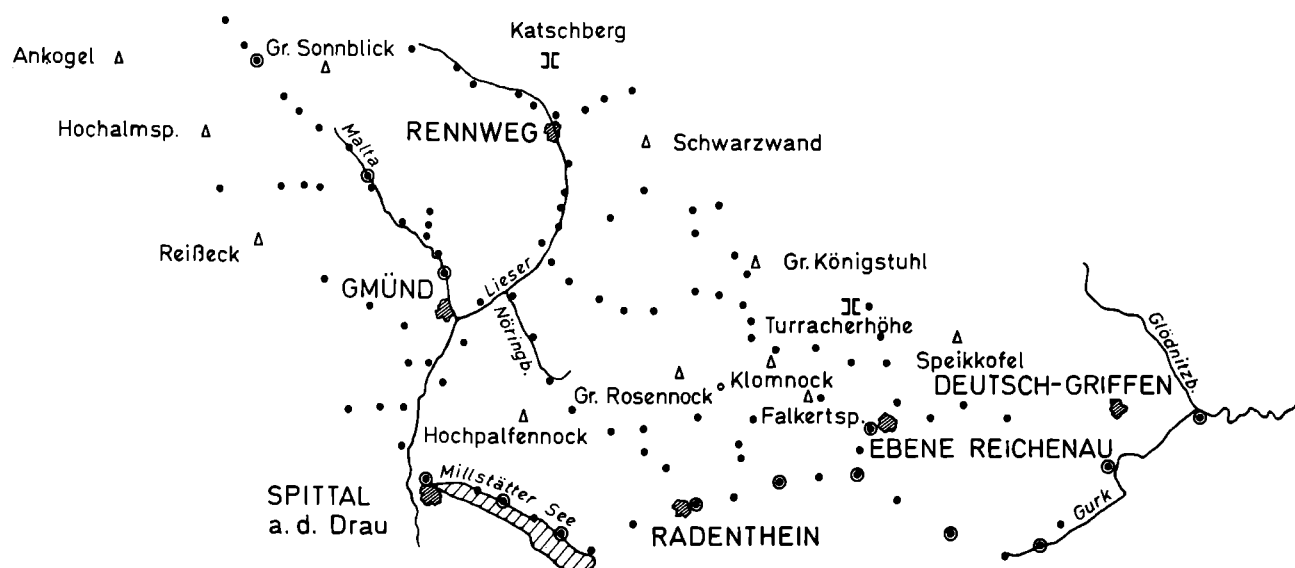 Katschberg
Ankogel
Gr. Sonnblick
Hochalmsp.
Malta
RENNWEG
Schwarzwand
Reißeck
Gr. Königstuhl
GMÜND
Lieser
Nöringb.
Turracherhöhe
Glödnitzb.
Speikkofel
Gr. Rosennock
Klomnock
DEUTSCH-GRIFFEN
Falkertsp.
Hochpalfennock
EBENE REICHENAU
SPITTAL
a. d. Drau
Millstätter See
RADENTHEIN
Gurk